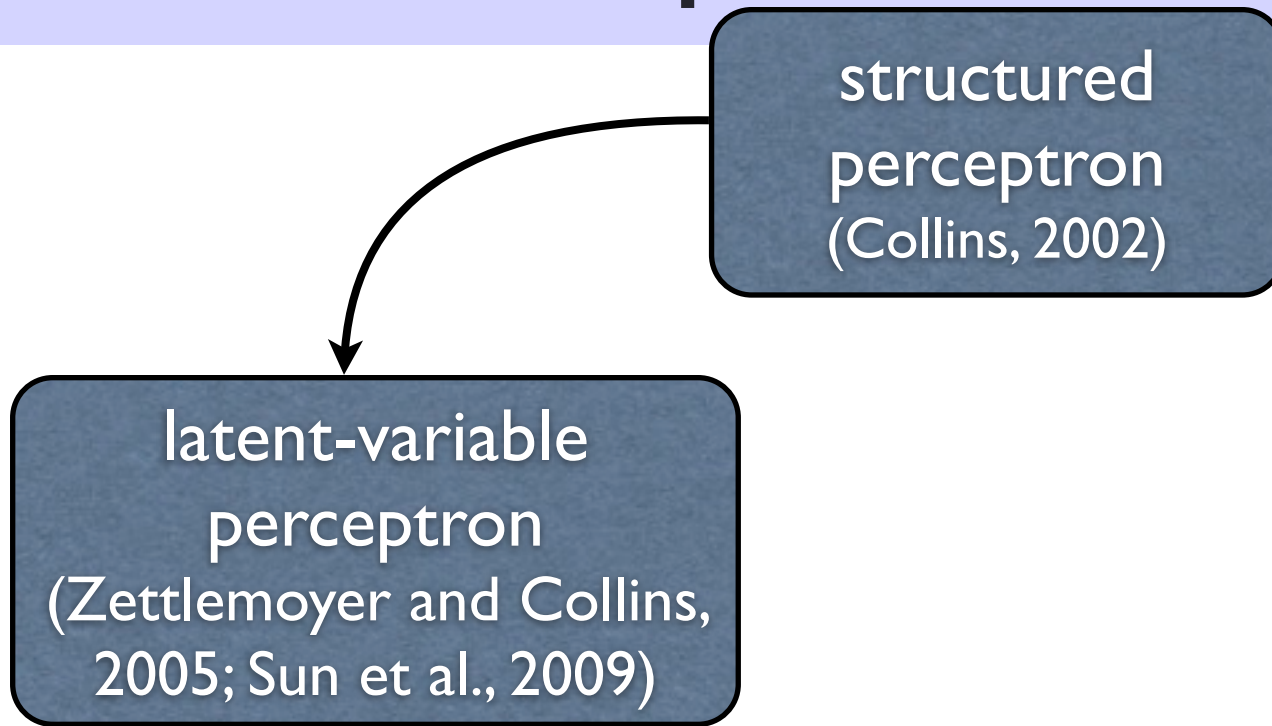 structured
perceptron
(Collins, 2002)
latent-variable
perceptron
(Zettlemoyer and Collins,
2005; Sun et al., 2009)